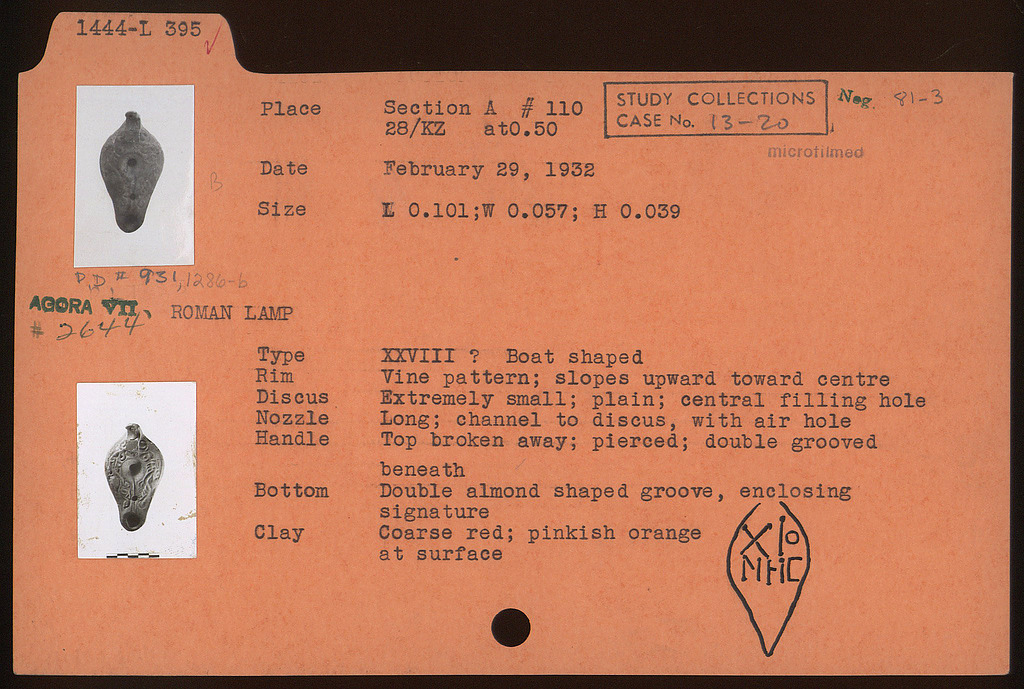 1444-L 395
Place Section A # 110
28/KZ at0.50
STUDY COLLECTIONS
CASE No. 13-20
Neg. 81-3
microfilmed
Date February 29, 1932
B
Size L 0.101;W 0.057; H 0.039
P.D. # 931, 1286-b
AGORA VII,
# 2644
ROMAN LAMP
Type XXVIII ? Boat shaped
Rim Vine pattern; slopes upward toward centre
Discus Extremely small; plain; central filling hole
Nozzle Long; channel to discus, with air hole
Handle Top broken away; pierced; double grooved
beneath
Bottom Double almond shaped groove, enclosing
signature
Clay Coarse red; pinkish orange
at surface
ΧΙΟ
ΝΗC